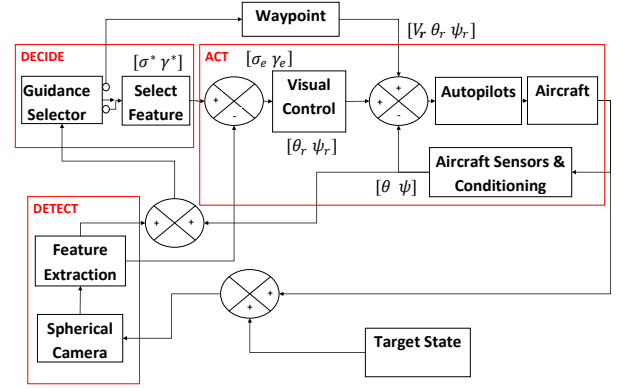 Waypoint
[V_r θ_r ψ_r]
DECIDE
[σ* γ*]
ACT
[σ_e γ_e]
Guidance
Selector
Select
Feature
+
-
Visual
Control
+
+
-
Autopilots
Aircraft
[θ_r ψ_r]
[θ ψ]
Aircraft Sensors &
Conditioning
DETECT
+
+
Feature
Extraction
+
+
Spherical
Camera
Target State